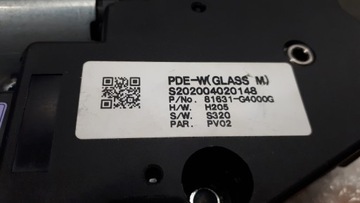 PDE-W(GLASS M)
S202004020148
P/No. 81631-G4000G
H/W. H205
S/W. S320
PAR. PV02